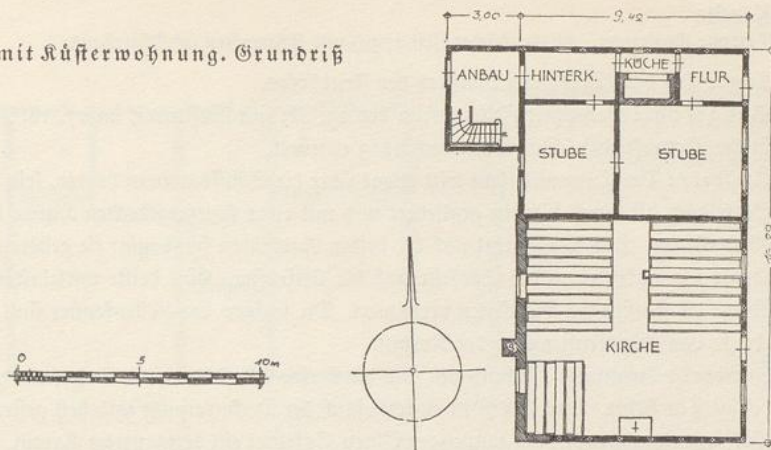 mit Küsterwohnung. Grundriß
3,00 9,42
ANBAU HINTERK. KÜCHE FLUR
STUBE STUBE
KIRCHE
0 5 10m